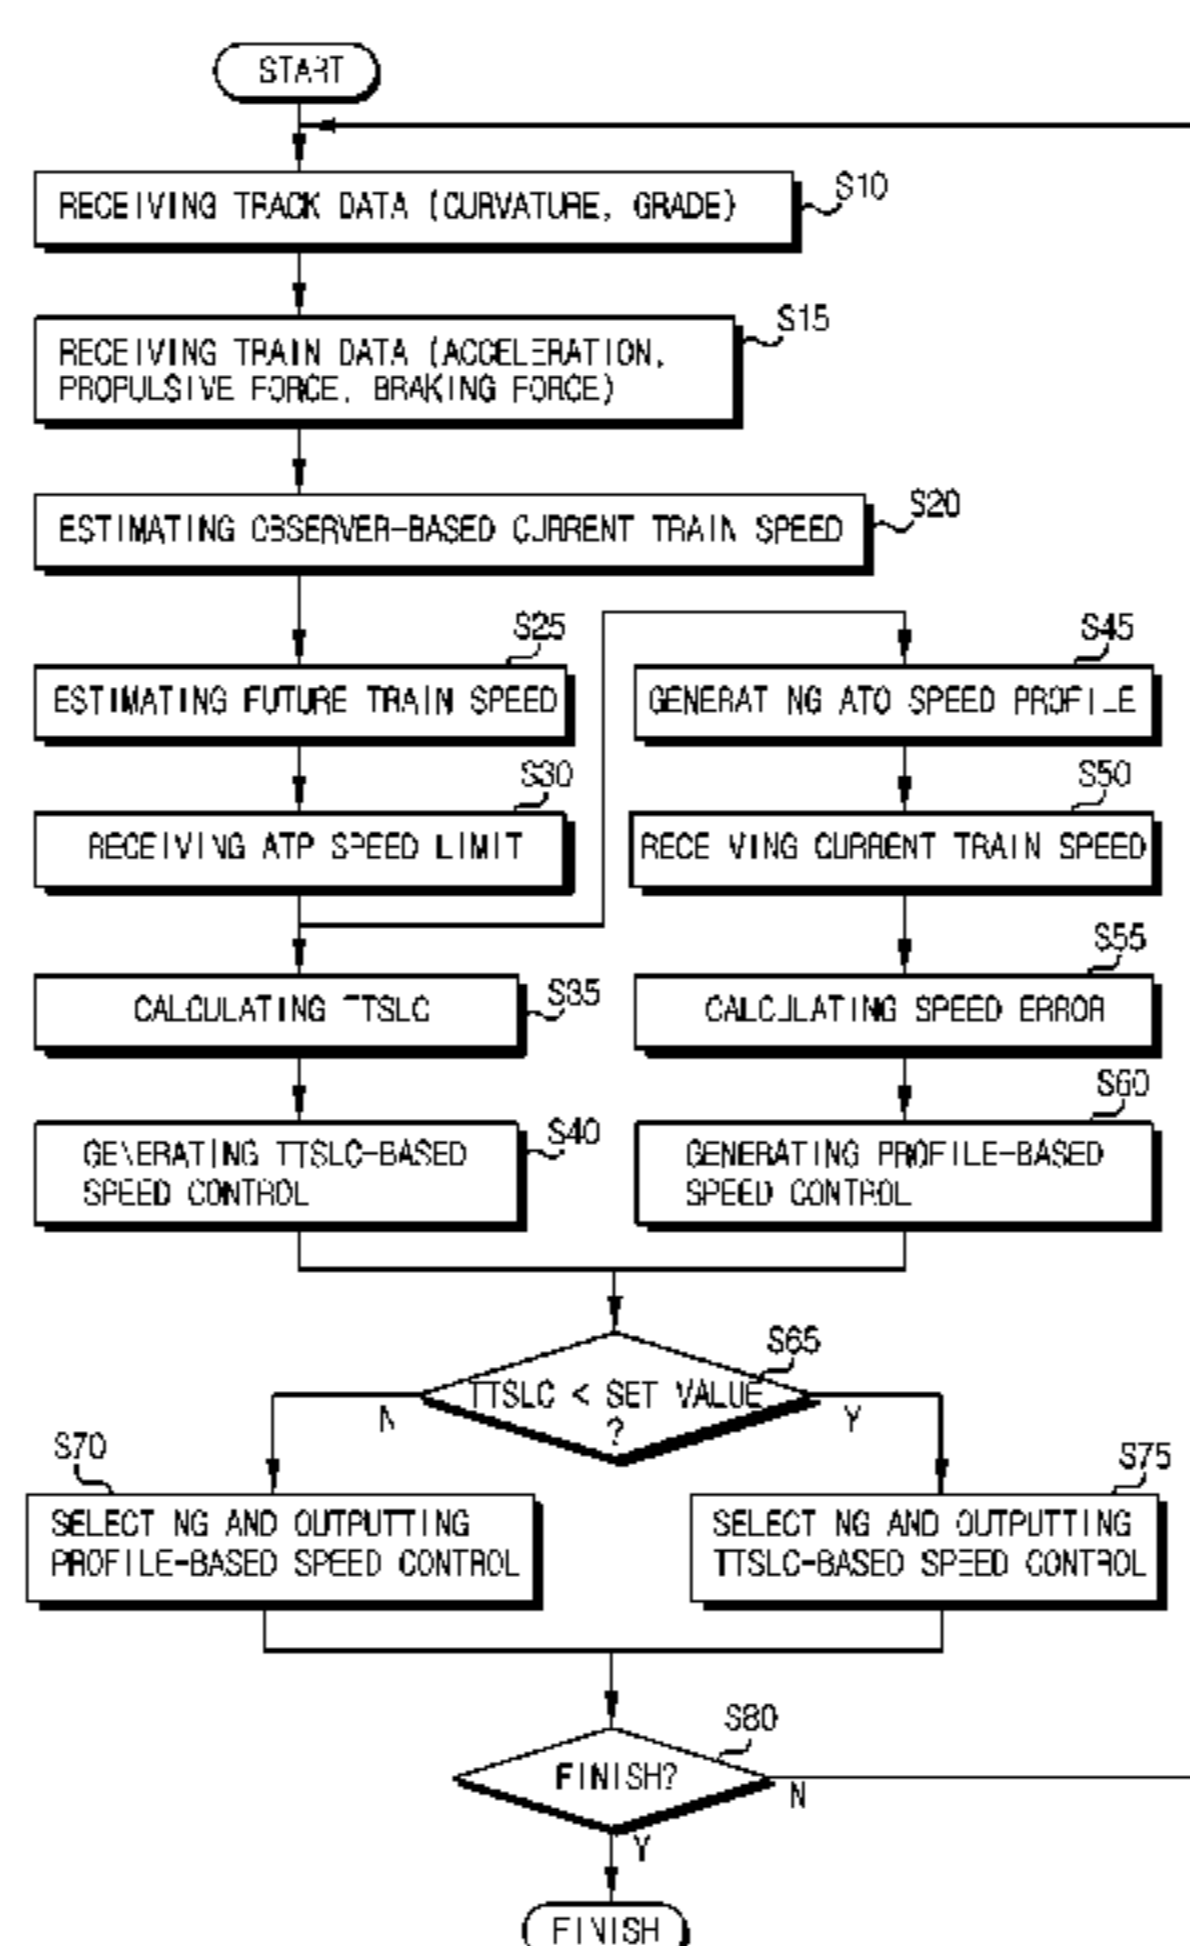 START
RECEIVING TRACK DATA (CURVATURE, GRADE)
S10
RECEIVING TRAIN DATA (ACCELERATION,
PROPULSIVE FORCE, BRAKING FORCE)
S15
ESTIMATING OBSERVER-BASED CURRENT TRAIN SPEED
S20
S25
ESTIMATING FUTURE TRAIN SPEED
S30
RECEIVING ATP SPEED LIMIT
CALCULATING TTSLC
S35
GENERATING TTSLC-BASED
SPEED CONTROL
S40
S45
GENERATING ATO SPEED PROFILE
S50
RECEIVING CURRENT TRAIN SPEED
S55
CALCULATING SPEED ERROR
S60
GENERATING PROFILE-BASED
SPEED CONTROL
S65
TTSLC < SET VALUE
?
N
Y
S70
SELECTING AND OUTPUTTING
PROFILE-BASED SPEED CONTROL
S75
SELECTING AND OUTPUTTING
TTSLC-BASED SPEED CONTROL
S80
FINISH?
N
Y
FINISH